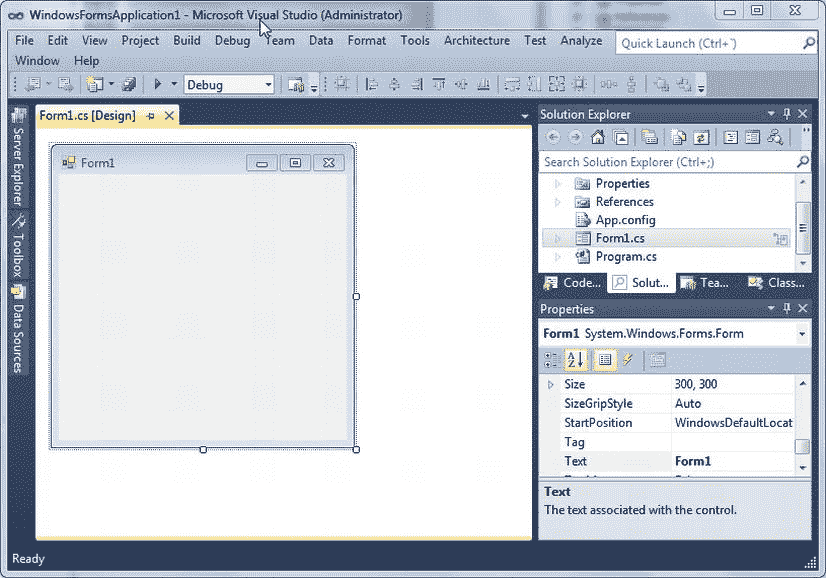 WindowsFormsApplication1 - Microsoft Visual Studio (Administrator)
File Edit View Project Build Debug Team Data Format Tools Architecture Test Analyze
Quick Launch (Ctrl+`)
Window Help
Debug
Server Explorer
Toolbox
Data Sources
Form1.cs [Design]
Form1
Solution Explorer
Search Solution Explorer (Ctrl+;)
Properties
References
App.config
Form1.cs
Program.cs
Code... Solut... Tea... Class...
Properties
Form1 System.Windows.Forms.Form
Size 300, 300
SizeGripStyle Auto
StartPosition WindowsDefaultLocat
Tag
Text Form1
Text
The text associated with the control.
Ready